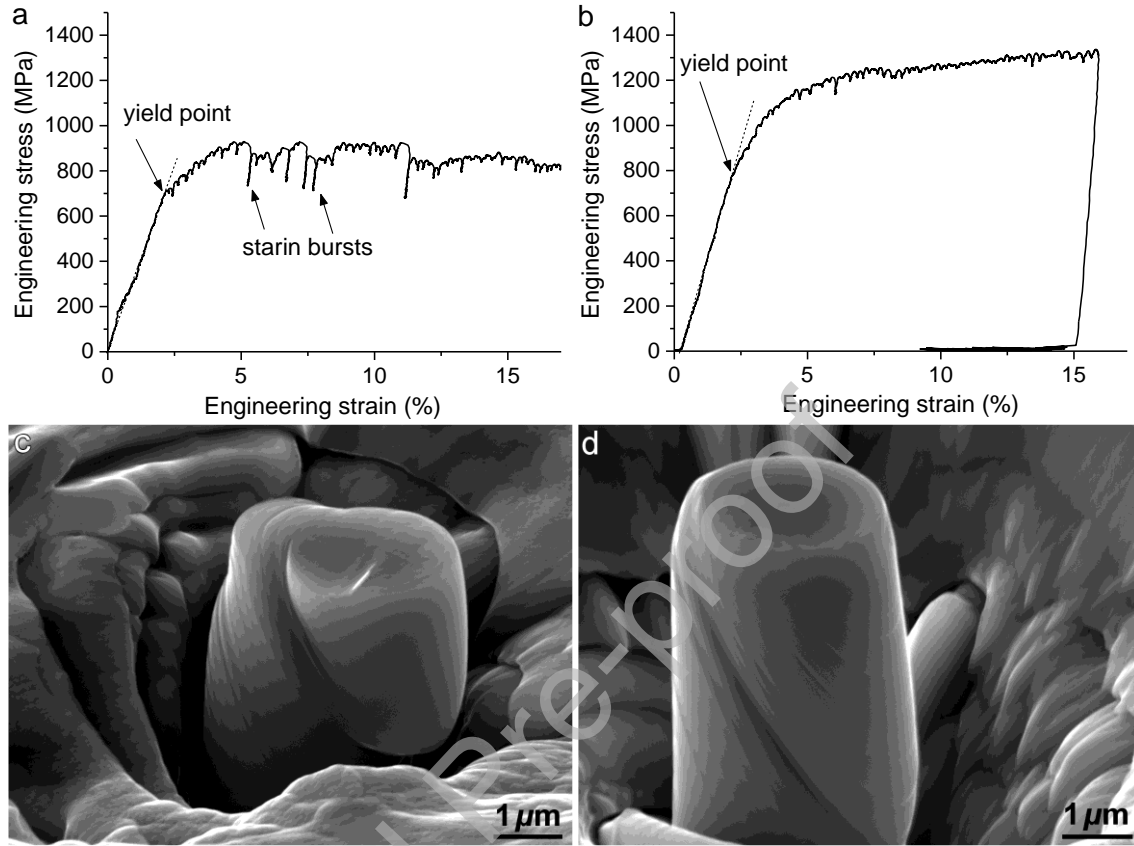 a
1400
1200
1000
800
600
400
200
0
Engineering stress (MPa)
yield point
starin bursts
0 5 10 15
Engineering strain (%)
b
1400
1200
1000
800
600
400
200
0
Engineering stress (MPa)
yield point
0 5 10 15
Engineering strain (%)
c
1 µm
d
1 µm
Pre-proof